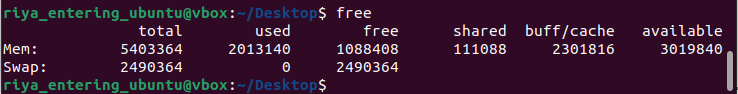 riya_entering_ubuntu@vbox:~/Desktop$ free
total used free shared buff/cache available
Mem: 5403364 2013140 1088408 111088 2301816 3019840
Swap: 2490364 0 2490364
riya_entering_ubuntu@vbox:~/Desktop$